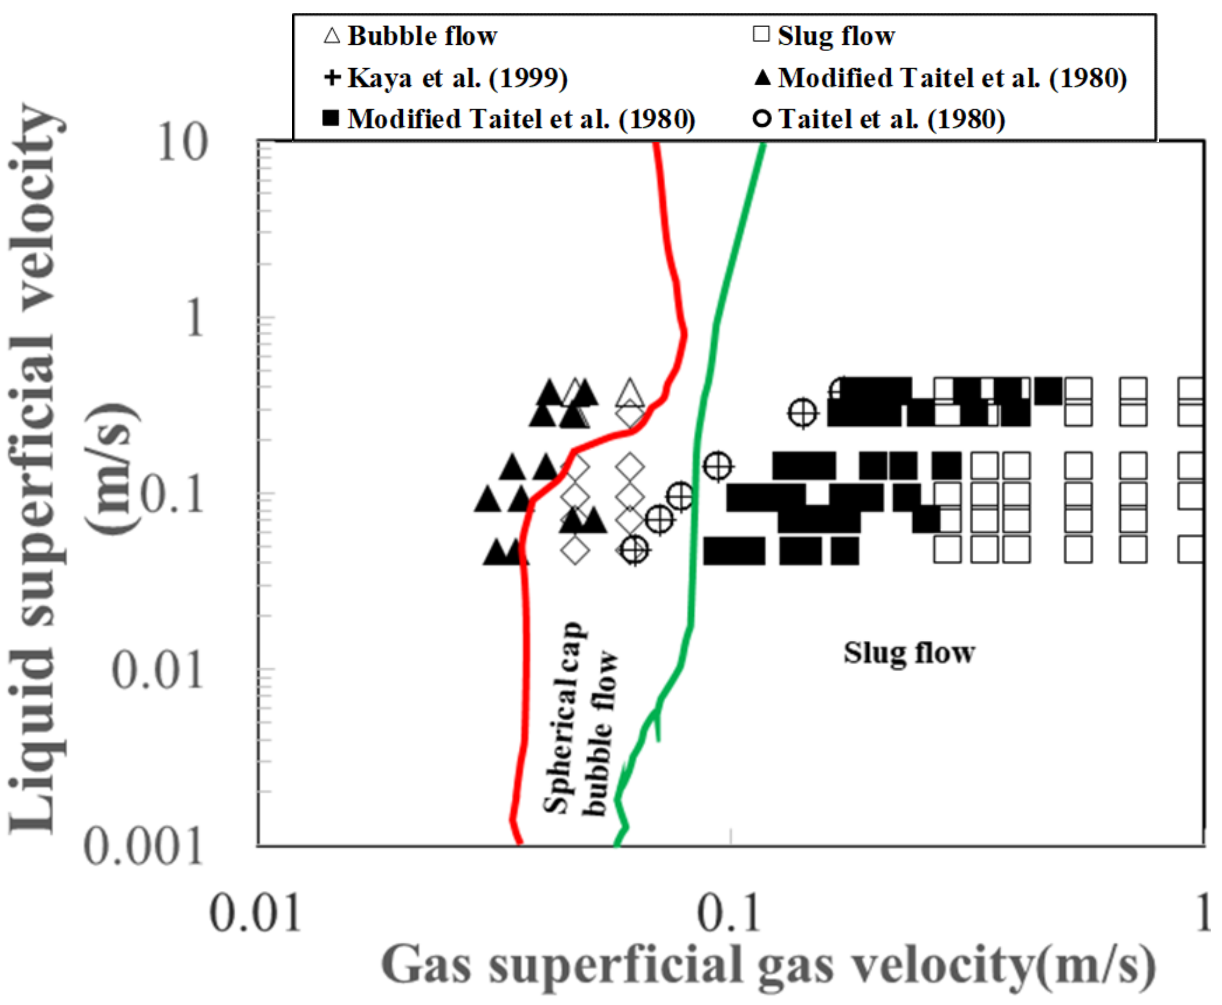 Bubble flow
Slug flow
Kaya et al. (1999)
Modified Taitel et al. (1980)
Modified Taitel et al. (1980)
Taitel et al. (1980)
Liquid superficial velocity
(m/s)
10
1
0.1
0.01
0.001
Spherical cap
bubble flow
Slug flow
0.01
0.1
1
Gas superficial gas velocity(m/s)